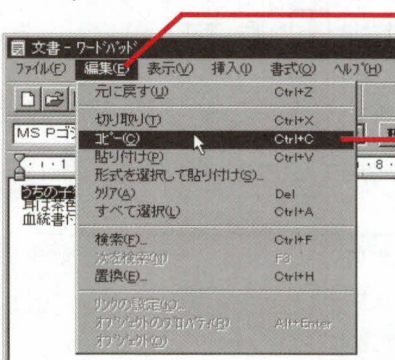 文書 - ワードパッド
ファイル(F) 編集(E) 表示(V) 挿入(I) 書式(O) ヘルプ(H)
元に戻す(U) Ctrl+Z
MS Pゴシ
切り取り(T) Ctrl+X
コピー(C) Ctrl+C
貼り付け(P) Ctrl+V
形式を選択して貼り付け(S)...
クリア(A) Del
すべて選択(L) Ctrl+A
検索(F)... Ctrl+F
次を検索(N) F3
置換(E)... Ctrl+H
リンクの設定(K)...
オブジェクトのプロパティ(R) Alt+Enter
オブジェクト(O)
1
8
うちの子
耳は茶色
血統書付